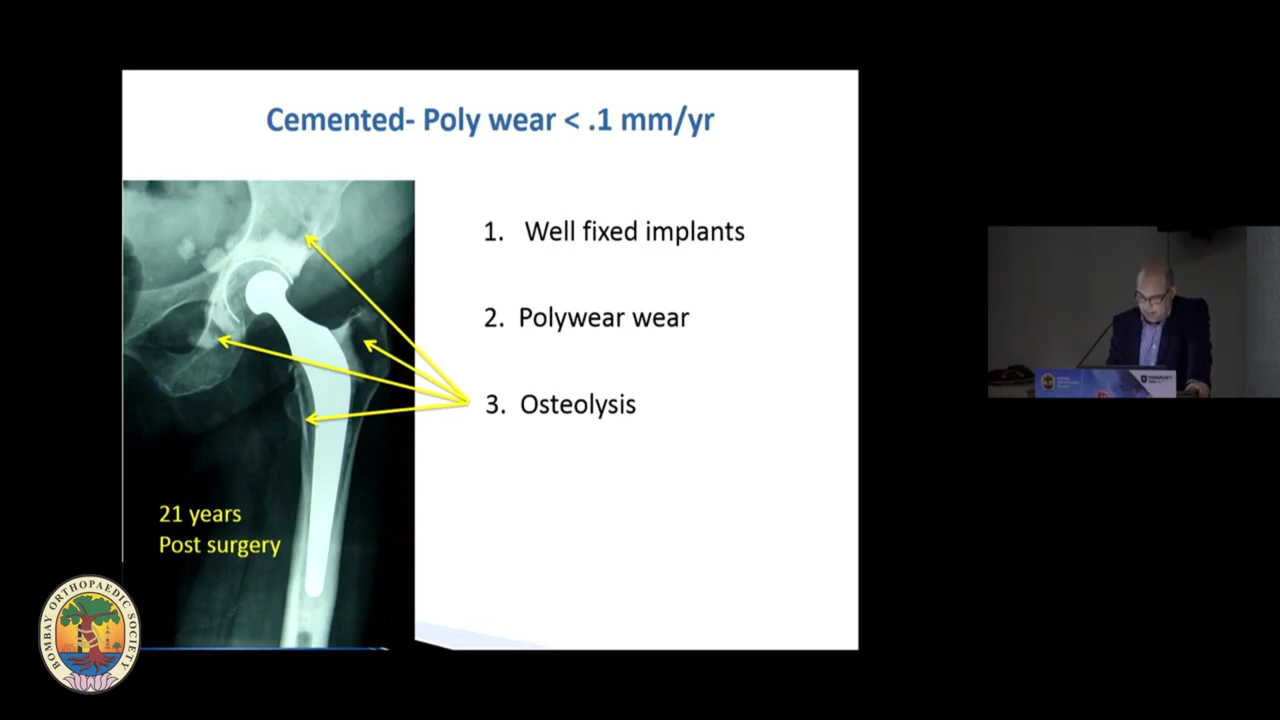 Cemented- Poly wear < .1 mm/yr
1. Well fixed implants
2. Polywear wear
3. Osteolysis
21 years
Post surgery
BOMBAY ORTHOPAEDIC SOCIETY